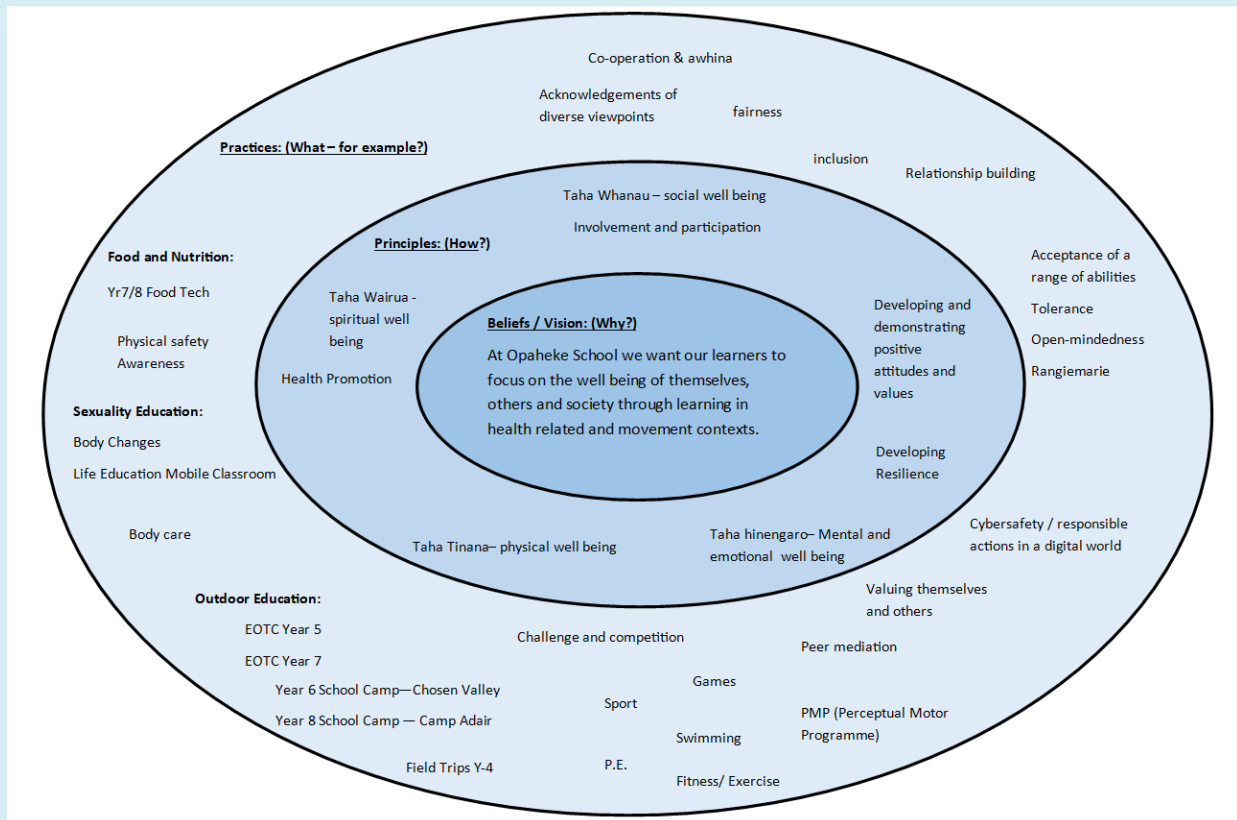 Co-operation & awhina
Acknowledgements of
diverse viewpoints
fairness
Practices: (What – for example?)
inclusion
Relationship building
Taha Whanau – social well being
Involvement and participation
Principles: (How?)
Food and Nutrition:
Yr7/8 Food Tech
Physical safety
Awareness
Sexuality Education:
Body Changes
Life Education Mobile Classroom
Body care
Taha Wairua -
spiritual well
being
Health Promotion
Beliefs / Vision: (Why?)
At Opaheke School we want our learners to
focus on the well being of themselves,
others and society through learning in
health related and movement contexts.
Developing and
demonstrating
positive
attitudes and
values
Developing
Resilience
Acceptance of a
range of abilities
Tolerance
Open-mindedness
Rangiemarie
Taha Tinana– physical well being
Taha hinengaro– Mental and
emotional well being
Cybersafety / responsible
actions in a digital world
Valuing themselves
and others
Peer mediation
PMP (Perceptual Motor
Programme)
Outdoor Education:
EOTC Year 5
EOTC Year 7
Year 6 School Camp—Chosen Valley
Year 8 School Camp — Camp Adair
Field Trips Y-4
Challenge and competition
Games
Sport
Swimming
P.E.
Fitness/ Exercise